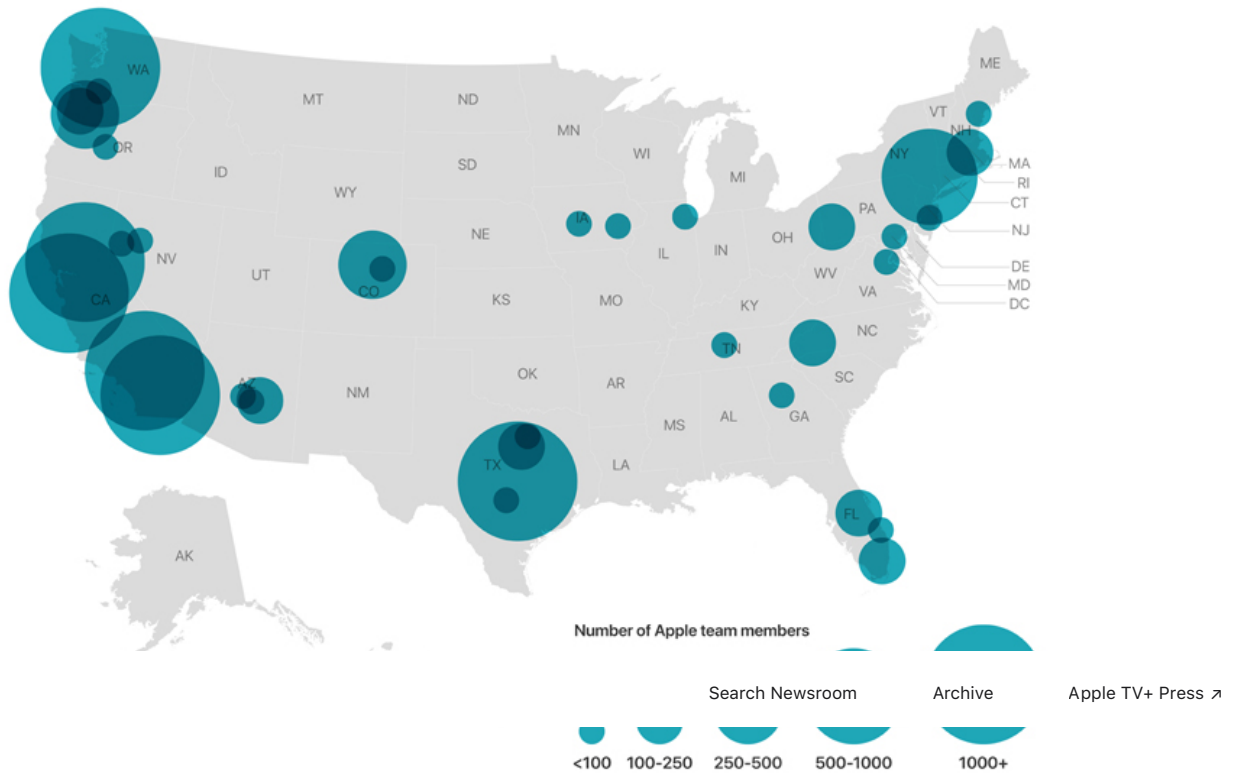 WA
MT
ND
ME
VT
MN
NH
OR
WI
NY
MA
ID
SD
MI
RI
WY
CT
IA
PA
NJ
NE
OH
NV
IL
IN
DE
UT
WV
MD
CO
VA
DC
CA
KS
MO
KY
NC
TN
OK
SC
AZ
AR
NM
GA
AL
MS
TX
LA
FL
AK
Number of Apple team members
Search Newsroom Archive Apple TV+ Press ↗
<100 100-250 250-500 500-1000 1000+